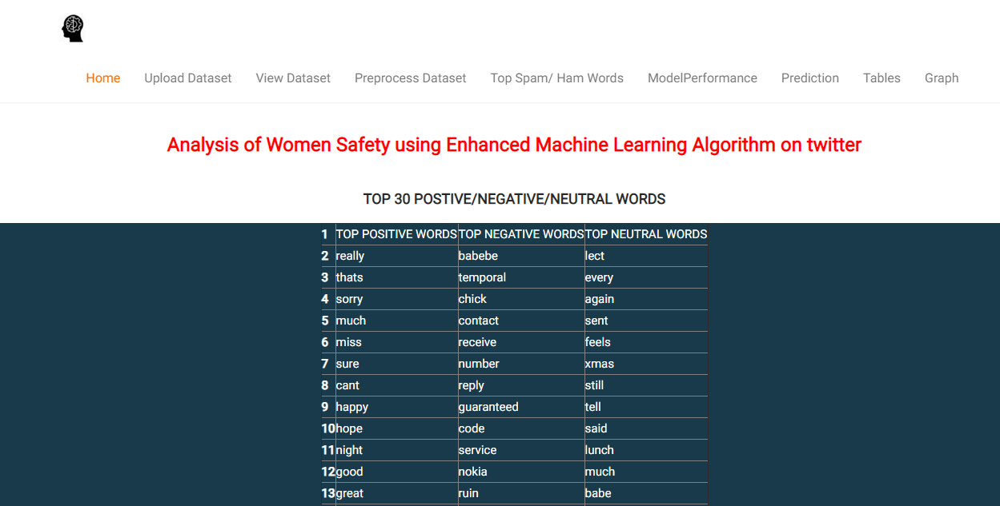 Home Upload Dataset View Dataset Preprocess Dataset Top Spam/ Ham Words ModelPerformance Prediction Tables Graph
Analysis of Women Safety using Enhanced Machine Learning Algorithm on twitter
TOP 30 POSTIVE/NEGATIVE/NEUTRAL WORDS
1 TOP POSITIVE WORDS TOP NEGATIVE WORDS TOP NEUTRAL WORDS
2 really babebe lect
3 thats temporal every
4 sorry chick again
5 much contact sent
6 miss receive feels
7 sure number xmas
8 cant reply still
9 happy guaranteed tell
10 hope code said
11 night service lunch
12 good nokia much
13 great ruin babe